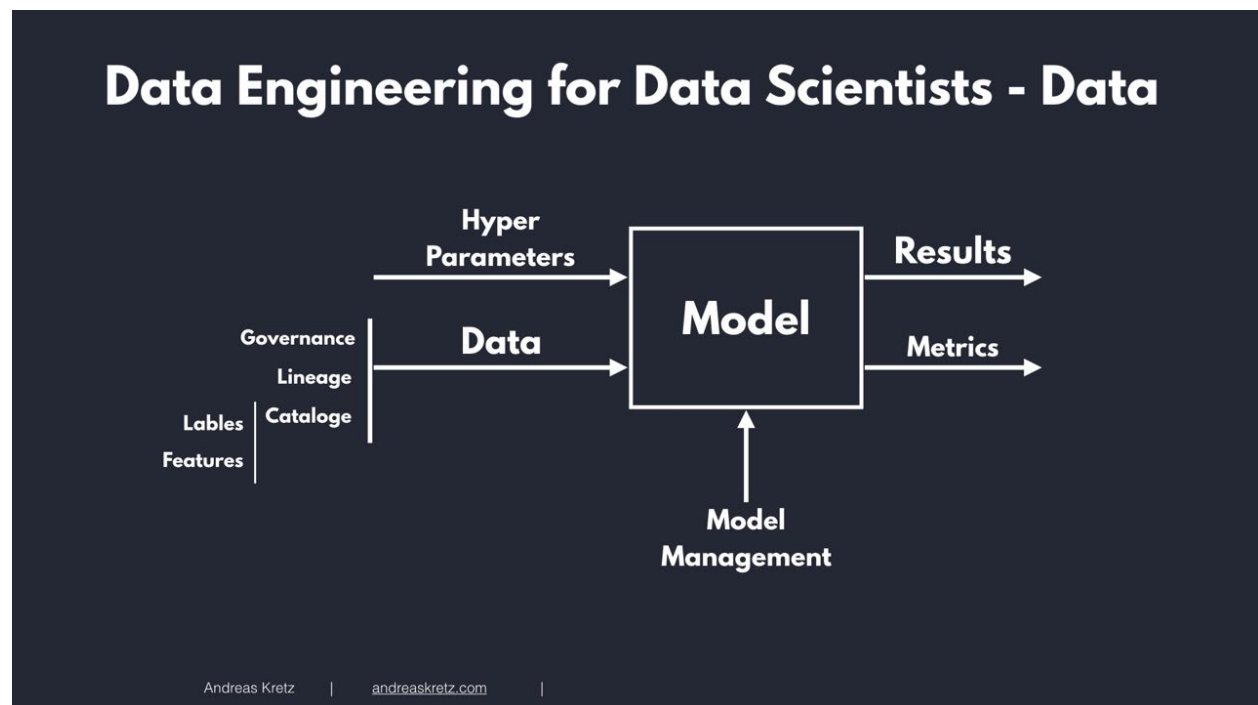 Data Engineering for Data Scientists - Data
Hyper
Parameters
Results
Model
Governance
Data
Metrics
Lineage
Cataloge
Lables
Features
Model
Management
Andreas Kretz | andreaskretz.com |